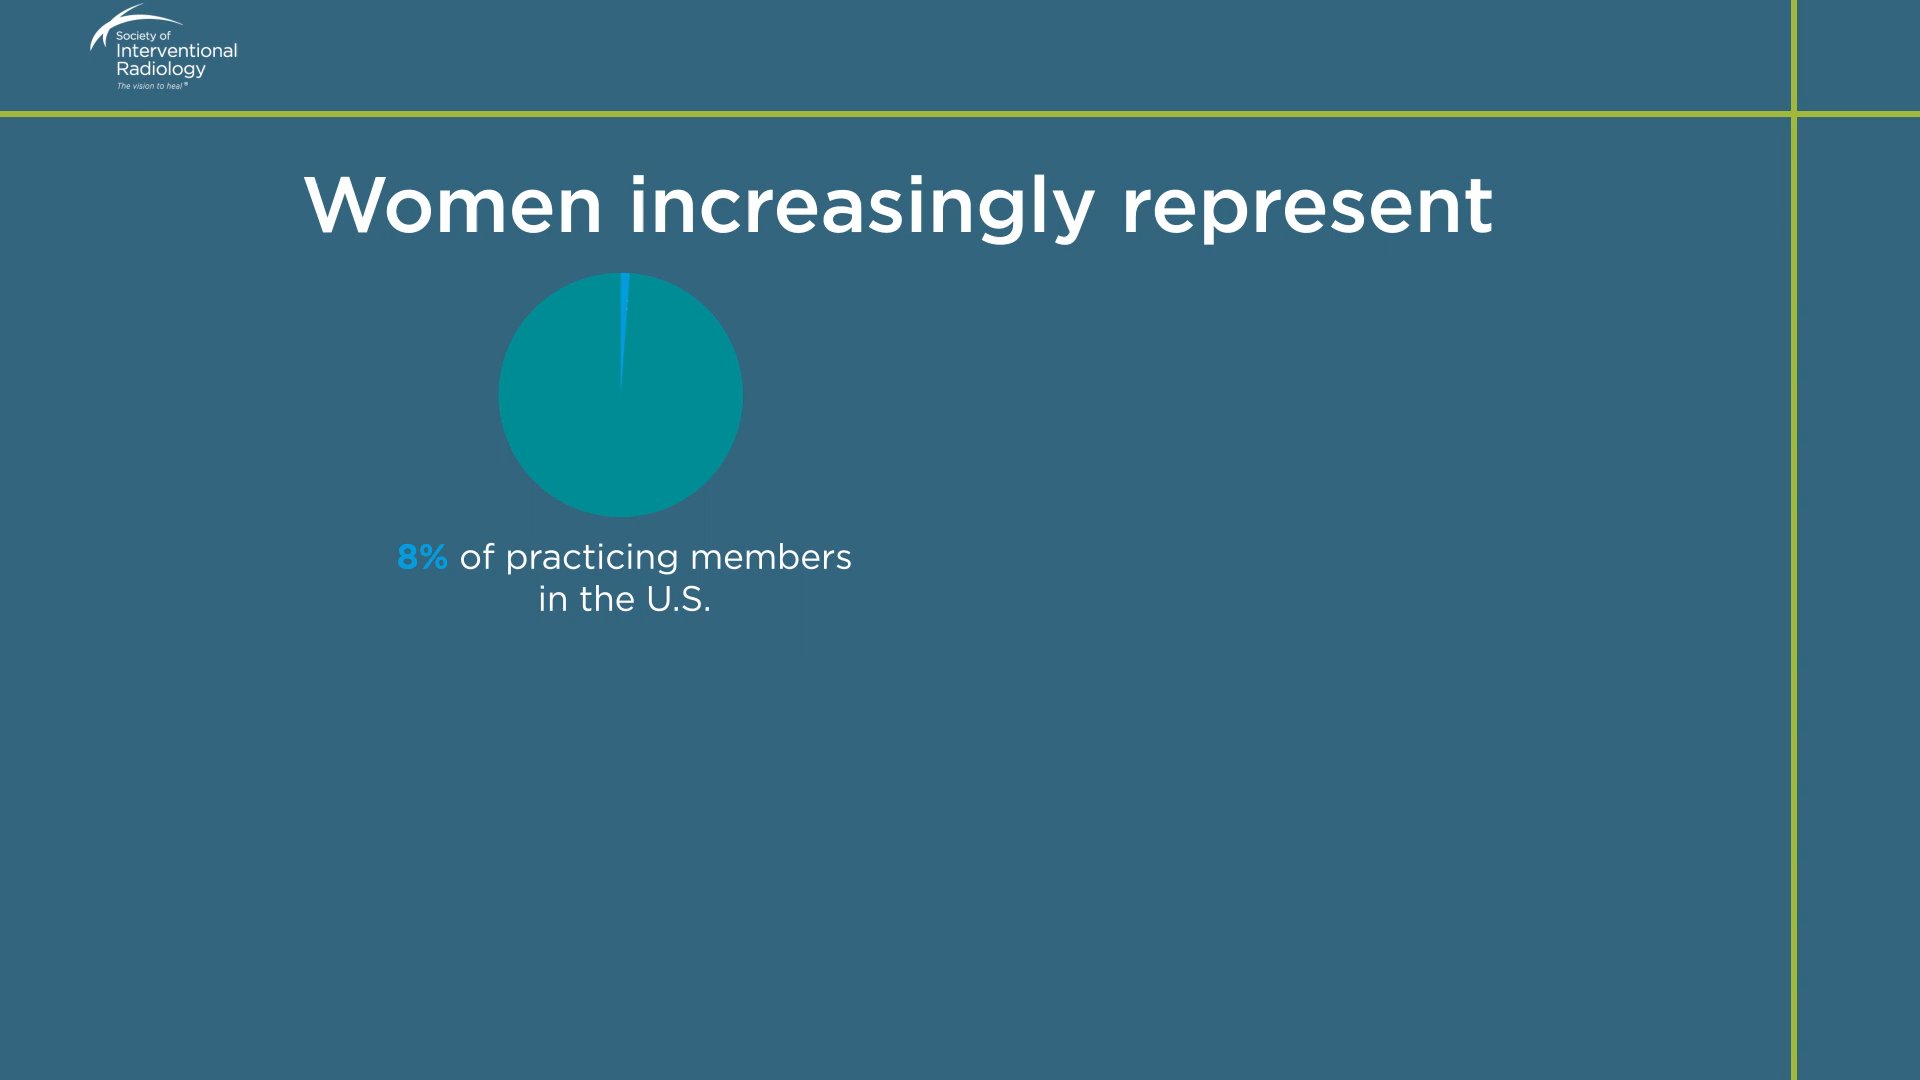 Society of
Interventional
Radiology
The vision to heal®
Women increasingly represent
8% of practicing members
in the U.S.